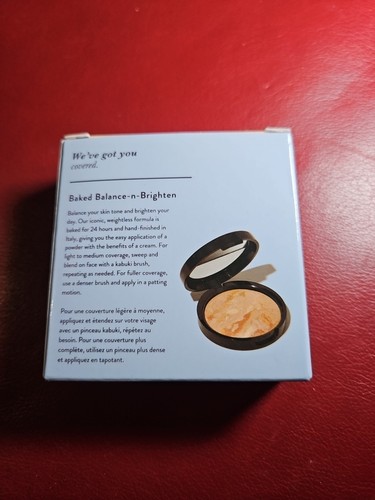 We've got you
covered.
Baked Balance-n-Brighten
Balance your skin tone and brighten your
day. Our iconic, weightless formula is
baked for 24 hours and hand-finished in
Italy, giving you the easy application of a
powder with the benefits of a cream. For
light to medium coverage, sweep and
blend on face with a kabuki brush,
repeating as needed. For fuller coverage,
use a denser brush and apply in a patting
motion.
Pour une couverture légère à moyenne,
appliquez et étendez sur votre visage
avec un pinceau kabuki, répétez au
besoin. Pour une couverture plus
complète, utilisez un pinceau plus dense
et appliquez en tapotant.